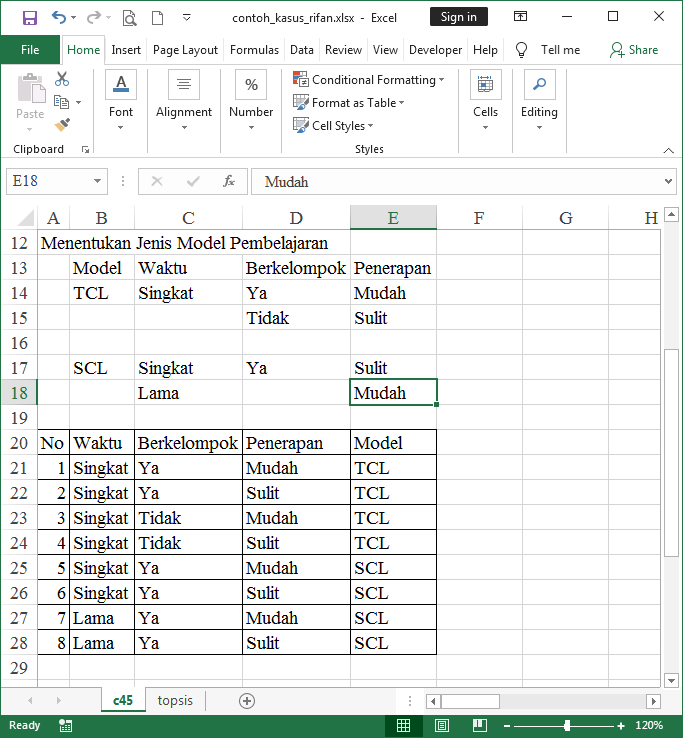 contoh_kasus_rifan.xlsx - Excel Sign in
File Home Insert Page Layout Formulas Data Review View Developer Help Tell me Share
Paste Font Alignment % Number Conditional Formatting Cells Editing
Format as Table
Cell Styles
Clipboard Styles
E18 fx Mudah
A B C D E F G H
12 Menentukan Jenis Model Pembelajaran
13 Model Waktu Berkelompok Penerapan
14 TCL Singkat Ya Mudah
15 Tidak Sulit
16
17 SCL Singkat Ya Sulit
18 Lama Mudah
19
20 No Waktu Berkelompok Penerapan Model
21 1 Singkat Ya Mudah TCL
22 2 Singkat Ya Sulit TCL
23 3 Singkat Tidak Mudah TCL
24 4 Singkat Tidak Sulit TCL
25 5 Singkat Ya Mudah SCL
26 6 Singkat Ya Sulit SCL
27 7 Lama Ya Mudah SCL
28 8 Lama Ya Sulit SCL
29
c45 topsis
Ready 120%